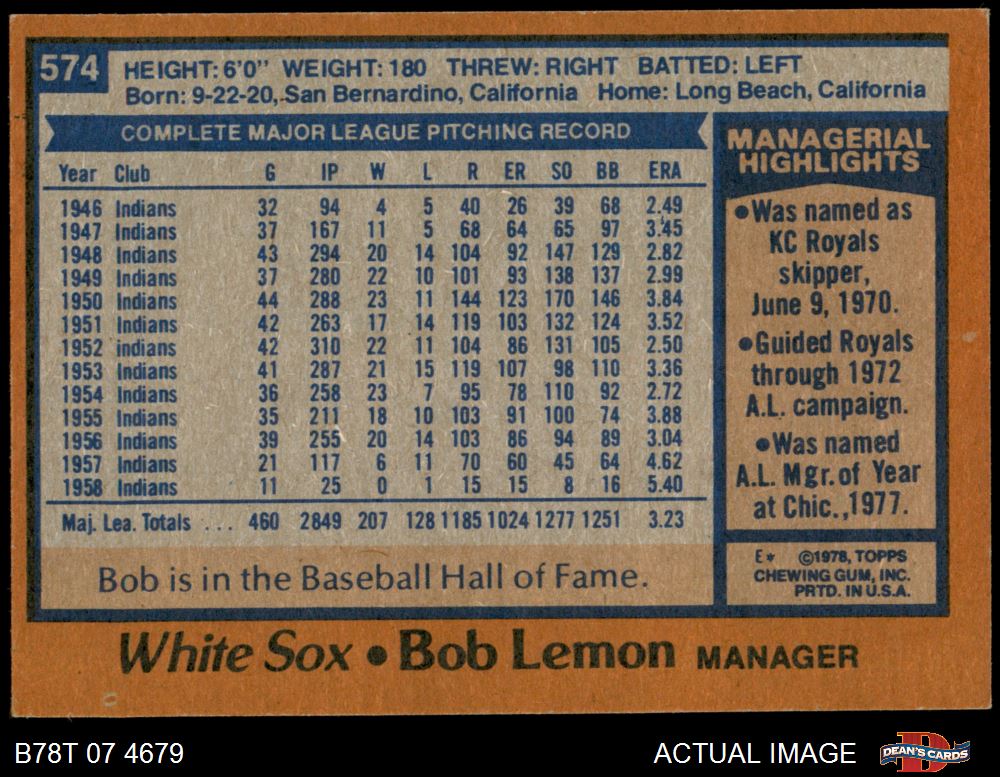 574
HEIGHT: 6'0" WEIGHT: 180 THREW: RIGHT BATTED: LEFT
Born: 9-22-20, San Bernardino, California Home: Long Beach, California
COMPLETE MAJOR LEAGUE PITCHING RECORD
Year Club G IP W L R ER SO BB ERA
1946 Indians 32 94 4 5 40 26 39 68 2.49
1947 Indians 37 167 11 5 68 64 65 97 3.45
1948 Indians 43 294 20 14 104 92 147 129 2.82
1949 Indians 37 280 22 10 101 93 138 137 2.99
1950 Indians 44 288 23 11 144 123 170 146 3.84
1951 Indians 42 263 17 14 119 103 132 124 3.52
1952 Indians 42 310 22 11 104 86 131 105 2.50
1953 Indians 41 287 21 15 119 107 98 110 3.36
1954 Indians 36 258 23 7 95 78 110 92 2.72
1955 Indians 35 211 18 10 103 91 100 74 3.88
1956 Indians 39 255 20 14 103 86 94 89 3.04
1957 Indians 21 117 6 11 70 60 45 64 4.62
1958 Indians 11 25 0 1 15 15 8 16 5.40
Maj. Lea. Totals ... 460 2849 207 128 1185 1024 1277 1251 3.23
Bob is in the Baseball Hall of Fame.
MANAGERIAL
HIGHLIGHTS
•Was named as
KC Royals
skipper,
June 9, 1970.
•Guided Royals
through 1972
A.L. campaign.
•Was named
A.L. Mgr. of Year
at Chic., 1977.
E* ©1978, TOPPS
CHEWING GUM, INC.
PRTD. IN U.S.A.
White Sox • Bob Lemon MANAGER
B78T 07 4679
ACTUAL IMAGE
DEAN'S CARDS